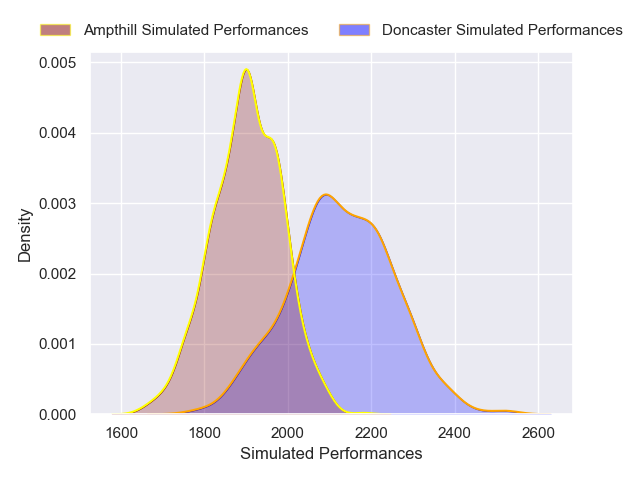 Ampthill Simulated Performances Doncaster Simulated Performances
0.005
0.004
0.003
0.002
0.001
0.000
Density
1600 1800 2000 2200 2400 2600
Simulated Performances